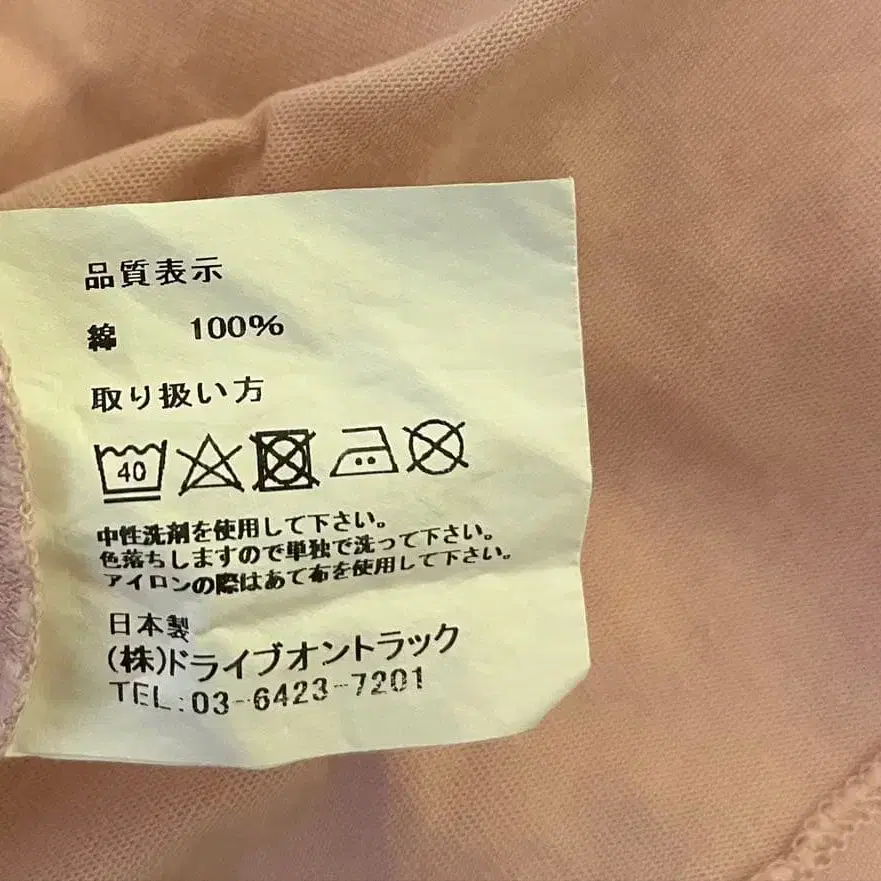 品質表示
綿 100%
取り扱い方
40
中性洗剤を使用して下さい。
色落ちしますので単独で洗って下さい。
アイロンの際はあて布を使用して下さい。
日本製
(株)ドライブオントラック
TEL:03-6423-7201